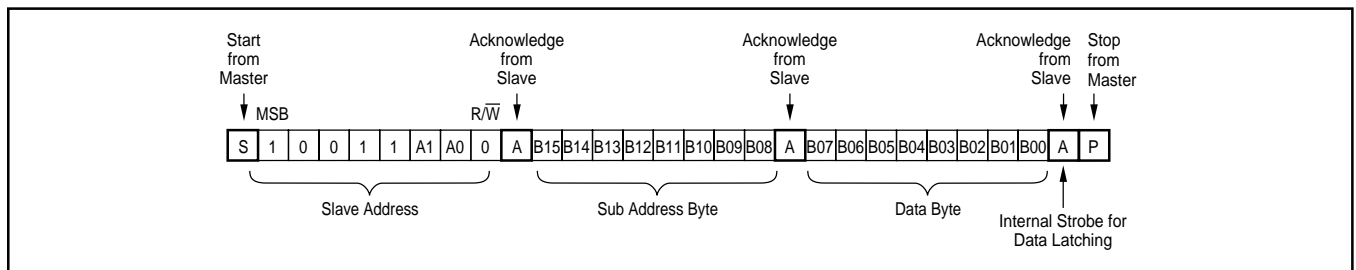 Start
from
Master
Acknowledge
from
Slave
Acknowledge
from
Slave
Acknowledge
from
Slave
Stop
from
Master
MSB
R/W̅
S 1 0 0 1 1 A1 A0 0 A B15 B14 B13 B12 B11 B10 B09 B08 A B07 B06 B05 B04 B03 B02 B01 B00 A P
Slave Address
Sub Address Byte
Data Byte
Internal Strobe for
Data Latching